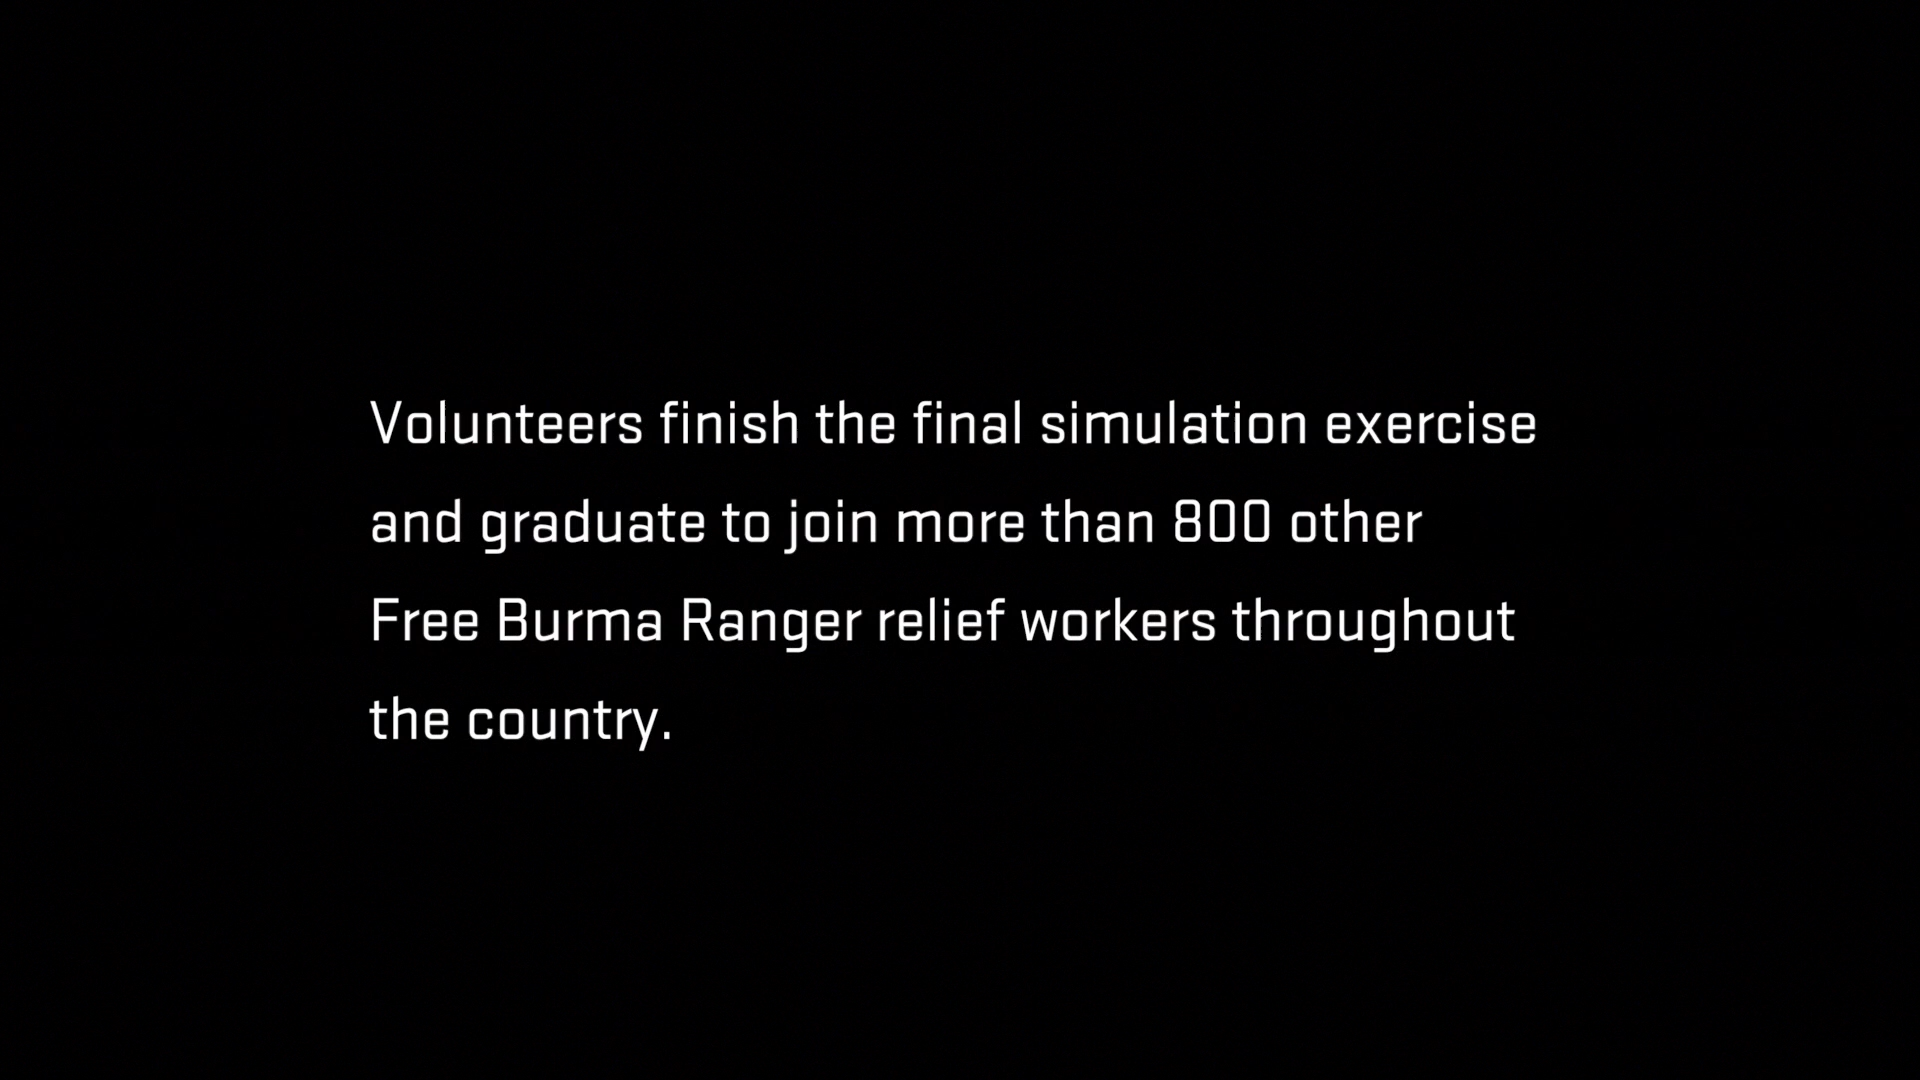 Volunteers finish the final simulation exercise
and graduate to join more than 800 other
Free Burma Ranger relief workers throughout
the country.